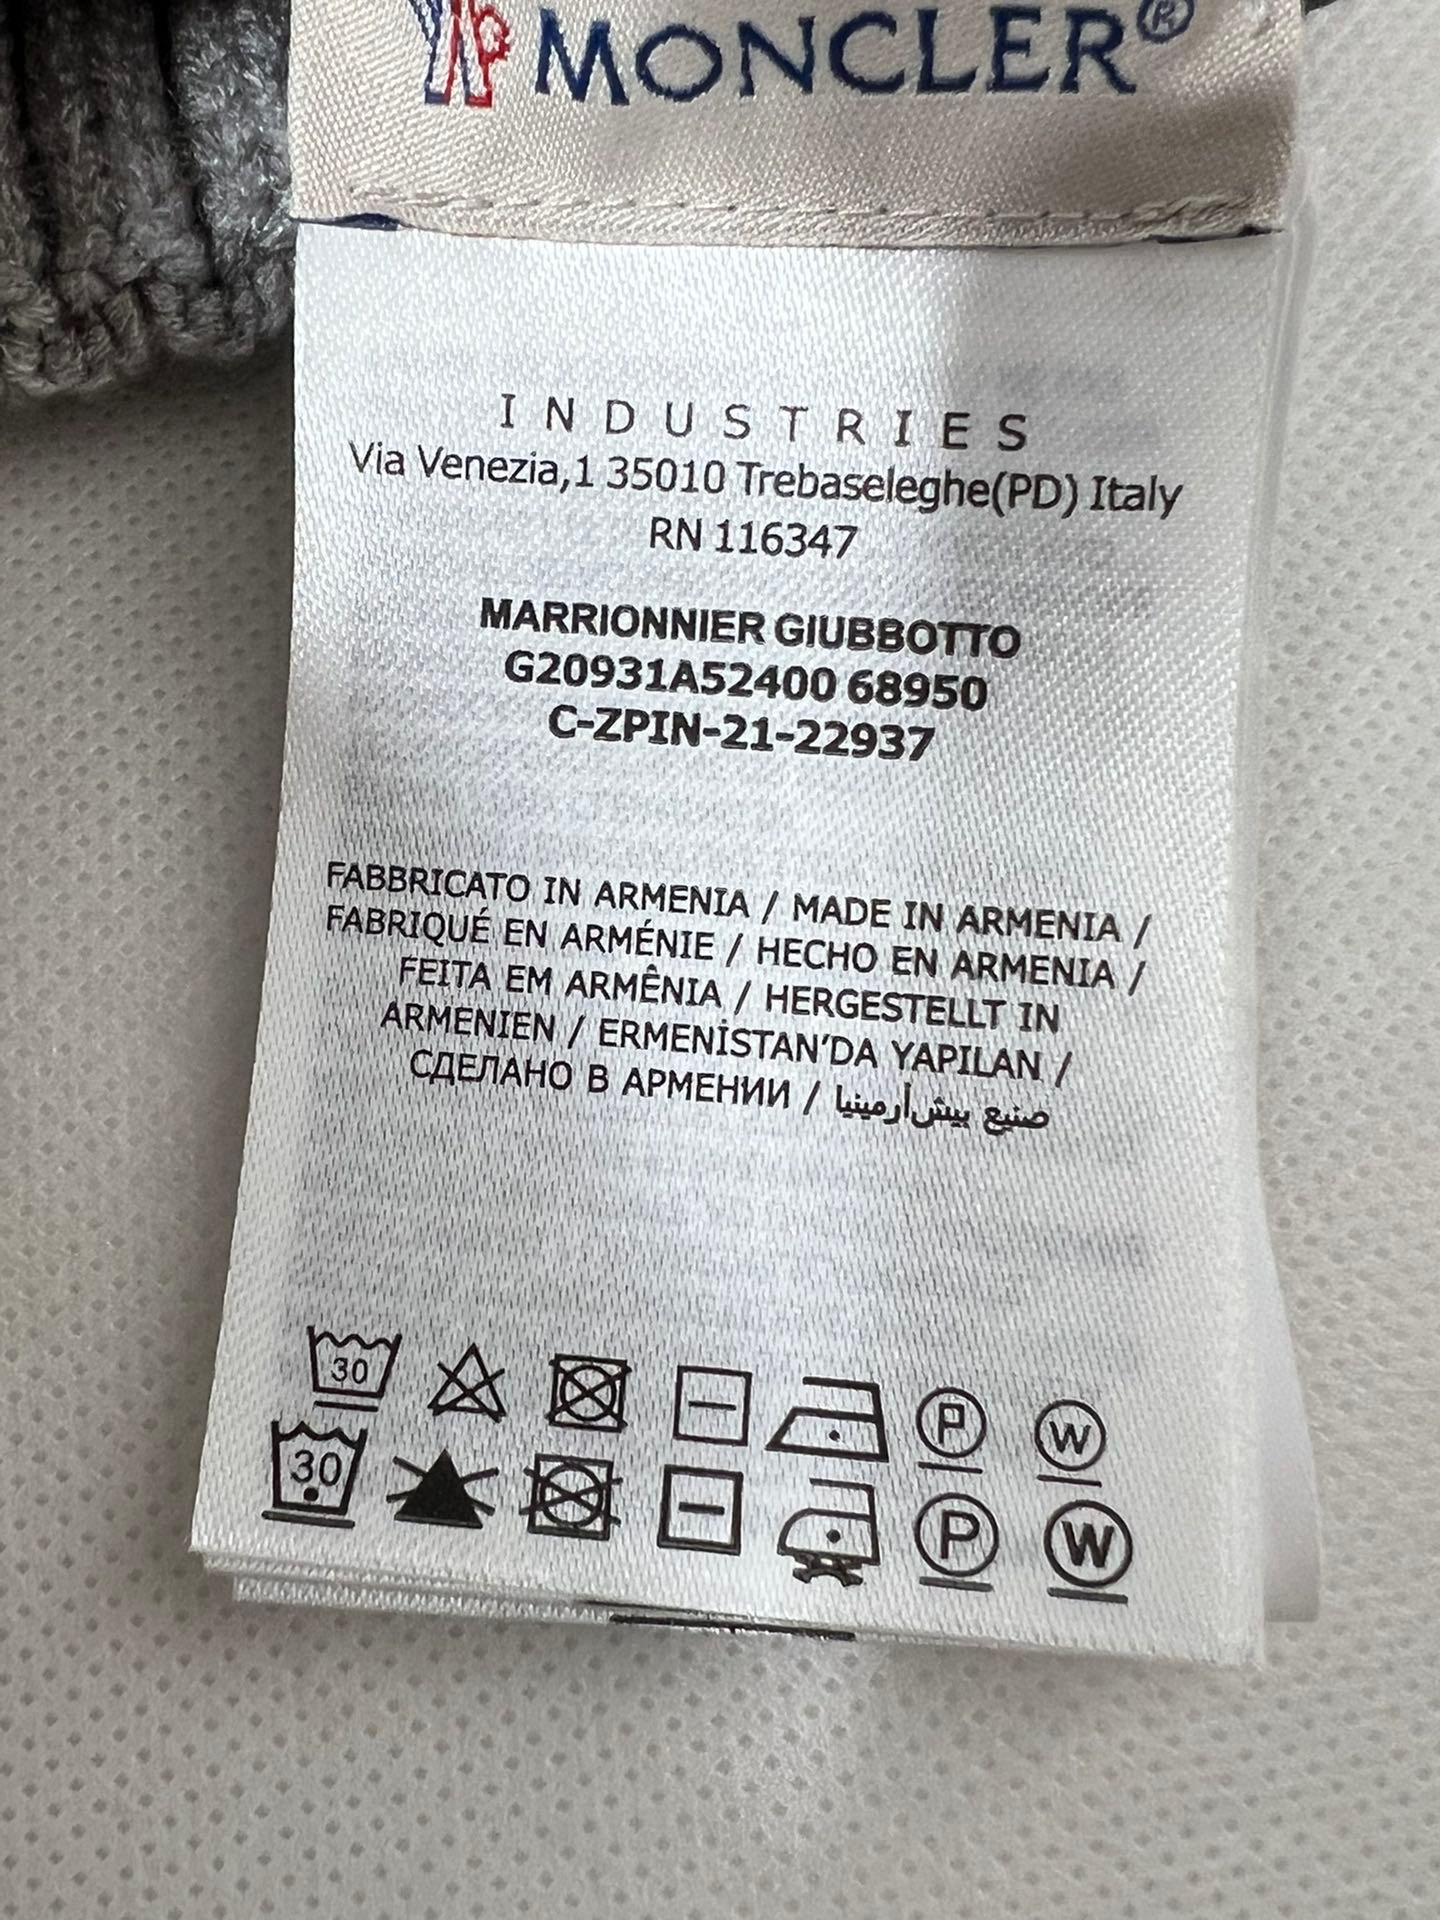 MONCLER®
INDUSTRIES
Via Venezia,1 35010 Trebaseleghe(PD) Italy
RN 116347
MARRIONNIER GIUBBOTTO
G20931A52400 68950
C-ZPIN-21-22937
FABBRICATO IN ARMENIA / MADE IN ARMENIA /
FABRIQUÉ EN ARMÉNIE / HECHO EN ARMENIA /
FEITA EM ARMÊNIA / HERGESTELLT IN
ARMENIEN / ERMENİSTAN'DA YAPILAN /
СДЕЛАНО В АРМЕНИИ / صنيع بيش أرمينيا
30 P W
30 P W